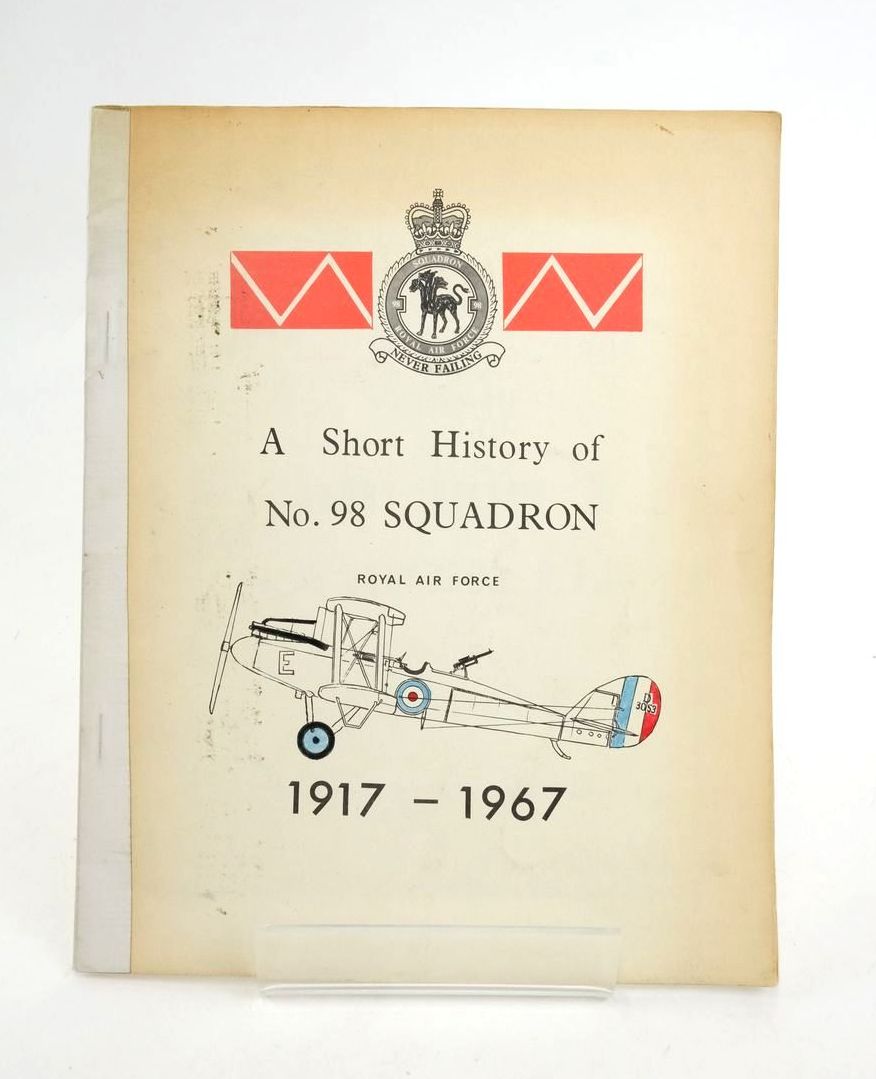 SQUADRON
98 98
ROYAL AIR FORCE
NEVER FAILING
A Short History of
No. 98 SQUADRON
ROYAL AIR FORCE
E
D
3053
1917 – 1967